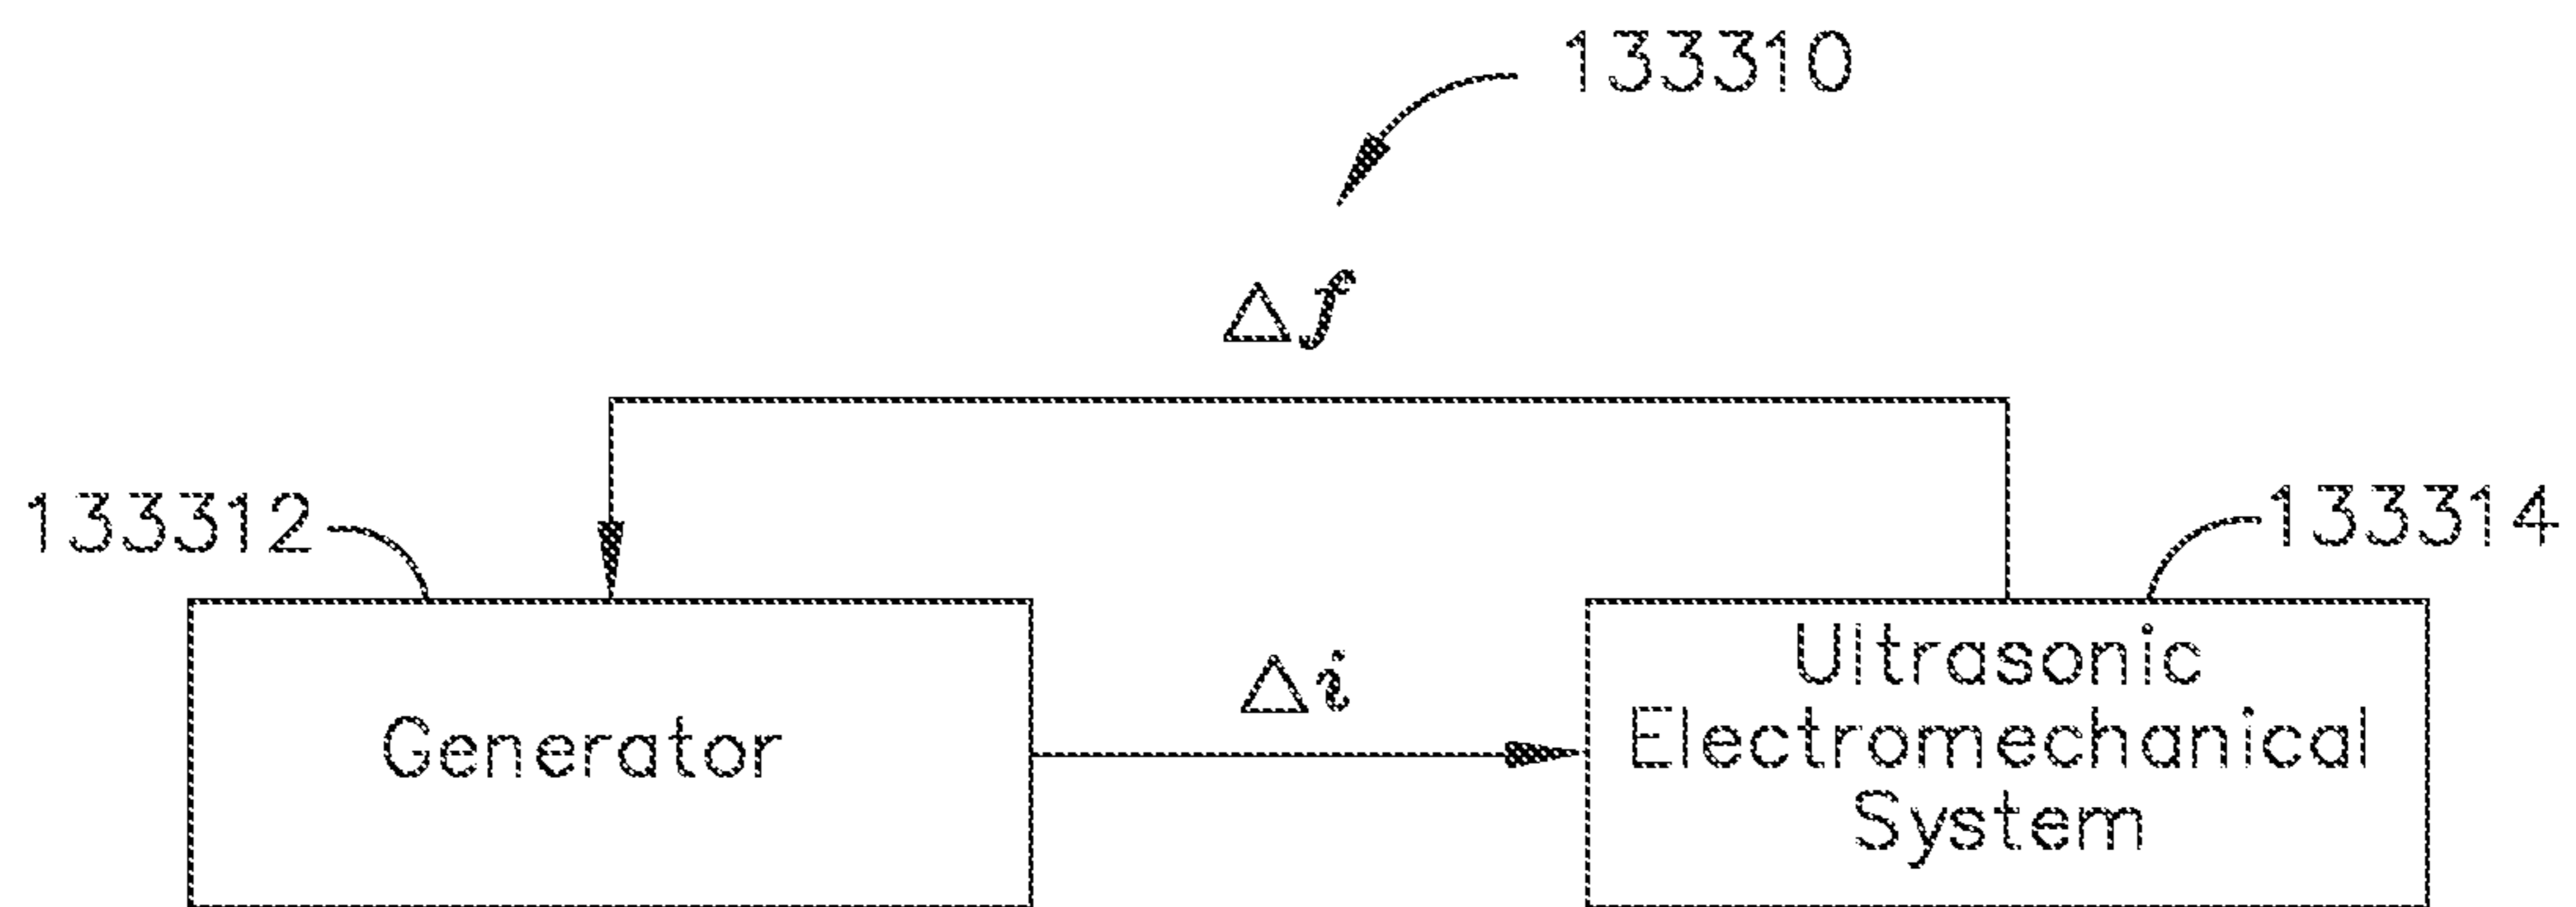 133310
Δf
133312
133314
Δi
Generator
Ultrasonic
Electromechanical
System